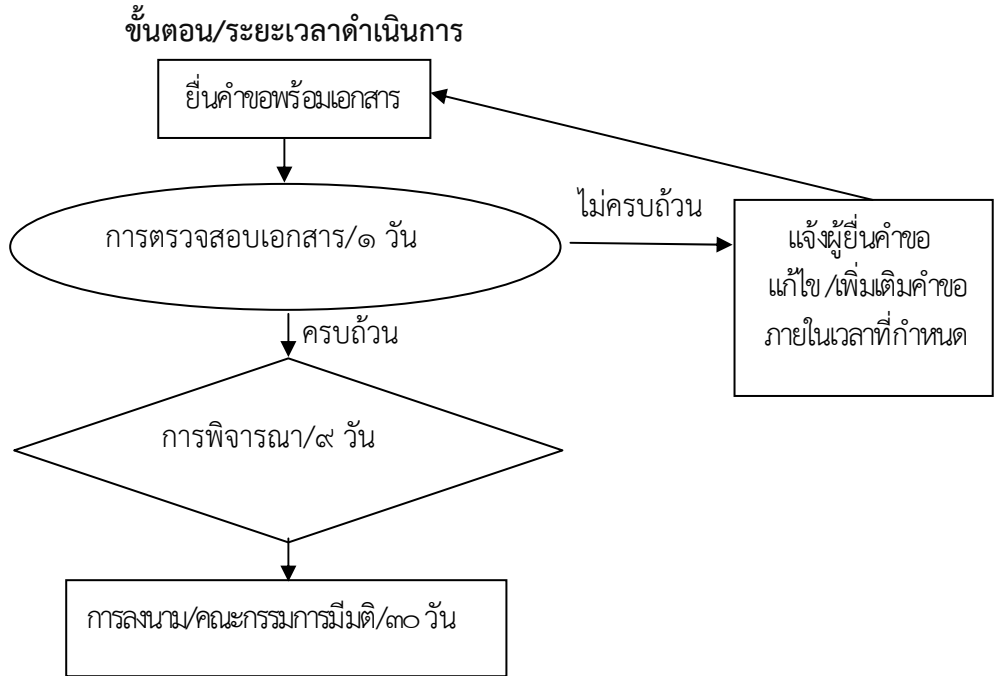 ขั้นตอน/ระยะเวลาดำเนินการ
ยื่นคำขอพร้อมเอกสาร
การตรวจสอบเอกสาร/๑ วัน
ไม่ครบถ้วน
แจ้งผู้ยื่นคำขอ
แก้ไข/เพิ่มเติมคำขอ
ภายในเวลาที่กำหนด
ครบถ้วน
การพิจารณา/๙ วัน
การลงนาม/คณะกรรมการมีมติ/๓๐ วัน